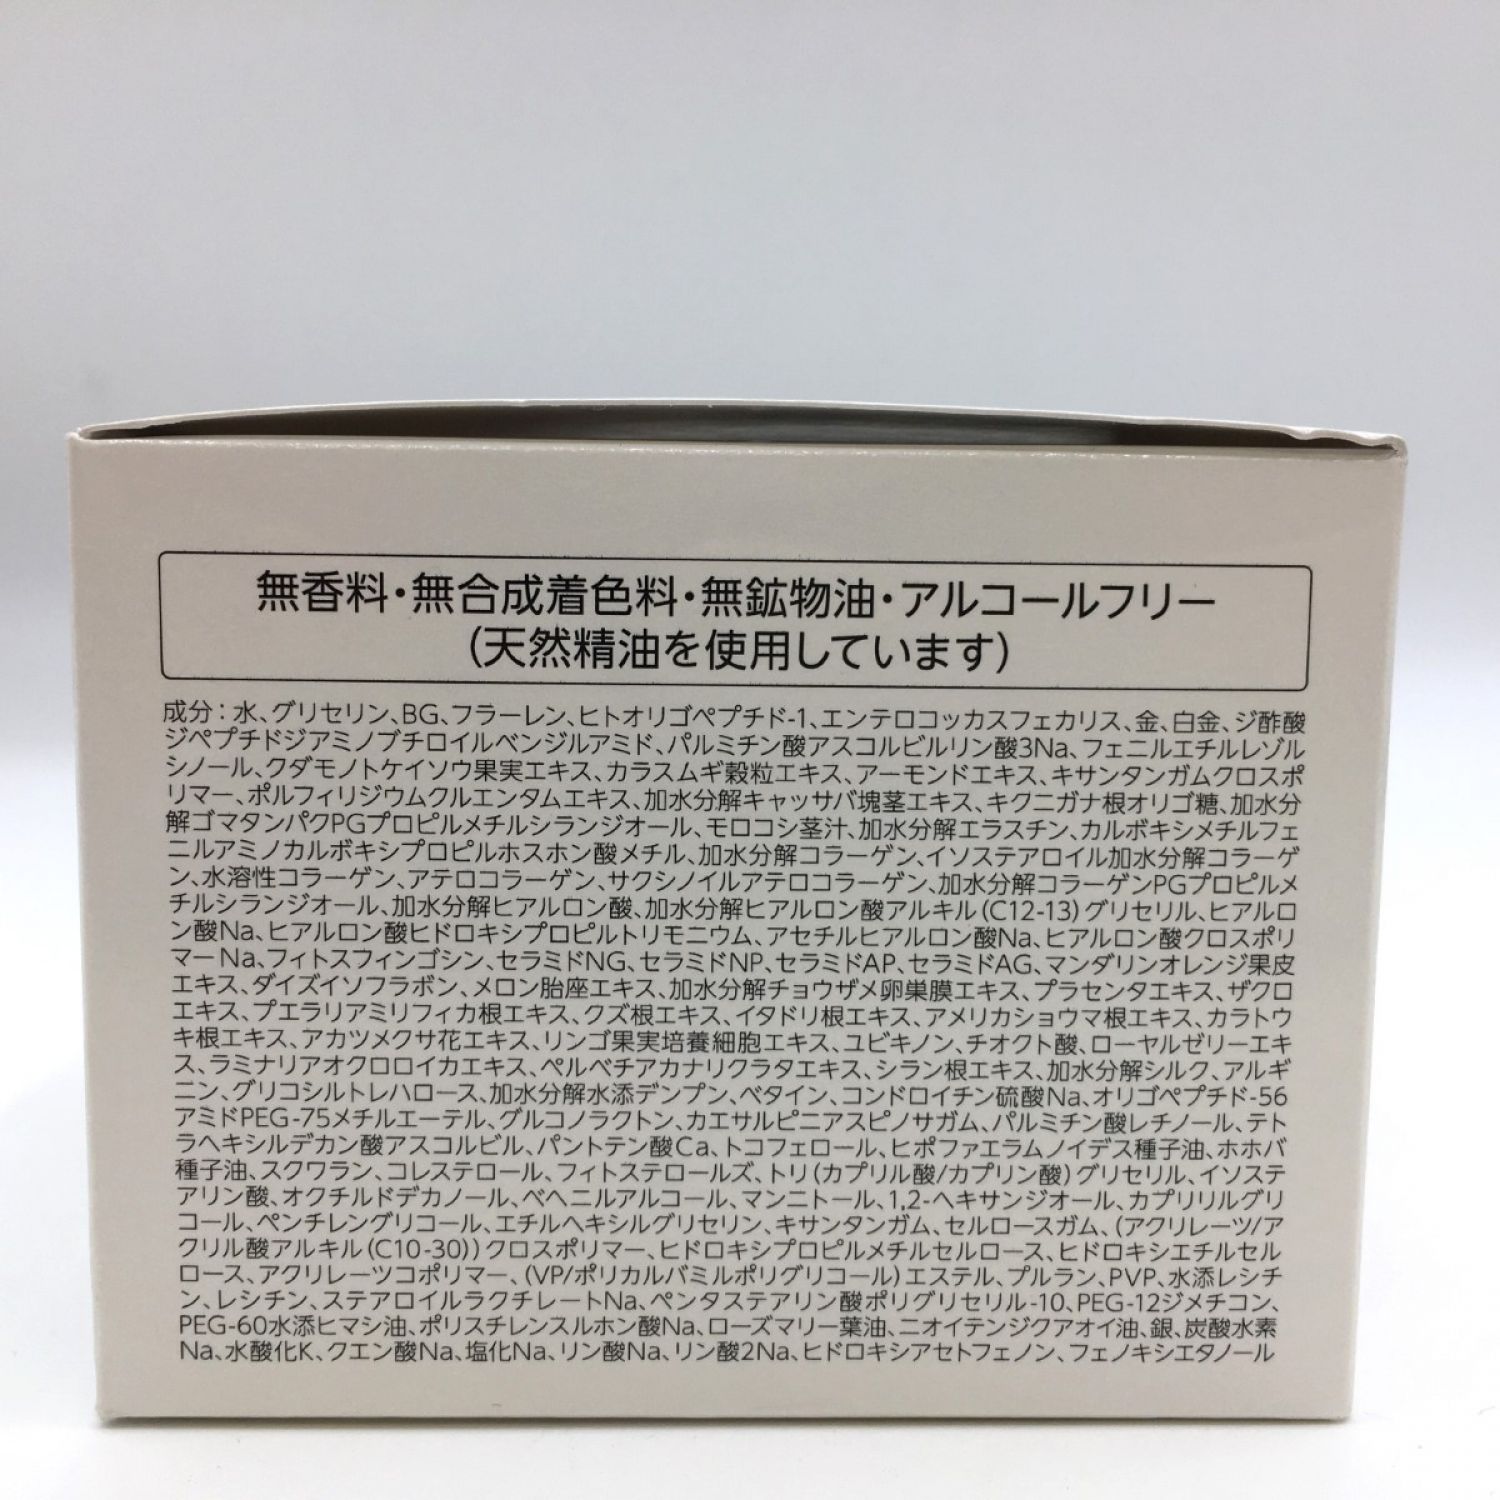 無香料・無合成着色料・無鉱物油・アルコールフリー
(天然精油を使用しています)
成分：水、グリセリン、BG、フラーレン、ヒトオリゴペプチド-1、エンテロコッカスフェカリス、金、白金、ジ酢酸
ジペプチドジアミノブチロイルベンジルアミド、パルミチン酸アスコルビルリン酸3Na、フェニルエチルレゾル
シノール、クダモノトケイソウ果実エキス、カラスムギ穀粒エキス、アーモンドエキス、キサンタンガムクロスポ
リマー、ポルフィリジウムクルエンタムエキス、加水分解キャッサバ塊茎エキス、キクニガナ根オリゴ糖、加水分
解ゴマタンパクPGプロピルメチルシランジオール、モロコシ茎汁、加水分解エラスチン、カルボキシメチルフェ
ニルアミノカルボキシプロピルホスホン酸メチル、加水分解コラーゲン、イソステアロイル加水分解コラーゲ
ン、水溶性コラーゲン、アテロコラーゲン、サクシノイルアテロコラーゲン、加水分解コラーゲンPGプロピルメ
チルシランジオール、加水分解ヒアルロン酸、加水分解ヒアルロン酸アルキル(C12-13)グリセリル、ヒアルロ
ン酸Na、ヒアルロン酸ヒドロキシプロピルトリモニウム、アセチルヒアルロン酸Na、ヒアルロン酸クロスポリ
マーNa、フィトスフィンゴシン、セラミドNG、セラミドNP、セラミドAP、セラミドAG、マンダリンオレンジ果皮
エキス、ダイズイソフラボン、メロン胎座エキス、加水分解チョウザメ卵巣膜エキス、プラセンタエキス、ザクロ
エキス、プエラリアミリフィカ根エキス、クズ根エキス、イタドリ根エキス、アメリカショウマ根エキス、カラトウ
キ根エキス、アカツメクサ花エキス、リンゴ果実培養細胞エキス、ユビキノン、チオクト酸、ローヤルゼリーエキ
ス、ラミナリアオクロロイカエキス、ペルベチアカナリクラタエキス、シラン根エキス、加水分解シルク、アルギ
ニン、グリコシルトレハロース、加水分解水添デンプン、ベタイン、コンドロイチン硫酸Na、オリゴペプチド-56
アミドPEG-75メチルエーテル、グルコノラクトン、カエサルピニアスピノサガム、パルミチン酸レチノール、テト
ラヘキシルデカン酸アスコルビル、パントテン酸Ca、トコフェロール、ヒポファエラムノイデス種子油、ホホバ
種子油、スクワラン、コレステロール、フィトステロールズ、トリ(カプリル酸/カプリン酸)グリセリル、イソステ
アリン酸、オクチルドデカノール、ベヘニルアルコール、マンニトール、1,2-ヘキサンジオール、カプリリルグリ
コール、ペンチレングリコール、エチルヘキシルグリセリン、キサンタンガム、セルロースガム、(アクリレーツ/ア
クリル酸アルキル(C10-30))クロスポリマー、ヒドロキシプロピルメチルセルロース、ヒドロキシエチルセル
ロース、アクリレーツコポリマー、(VP/ポリカルバミルポリグリコール)エステル、プルラン、PVP、水添レシチ
ン、レシチン、ステアロイルラクチレートNa、ペンタステアリン酸ポリグリセリル-10、PEG-12ジメチコン、
PEG-60水添ヒマシ油、ポリスチレンスルホン酸Na、ローズマリー葉油、ニオイテンジクアオイ油、銀、炭酸水素
Na、水酸化K、クエン酸Na、塩化Na、リン酸Na、リン酸2Na、ヒドロキシアセトフェノン、フェノキシエタノール